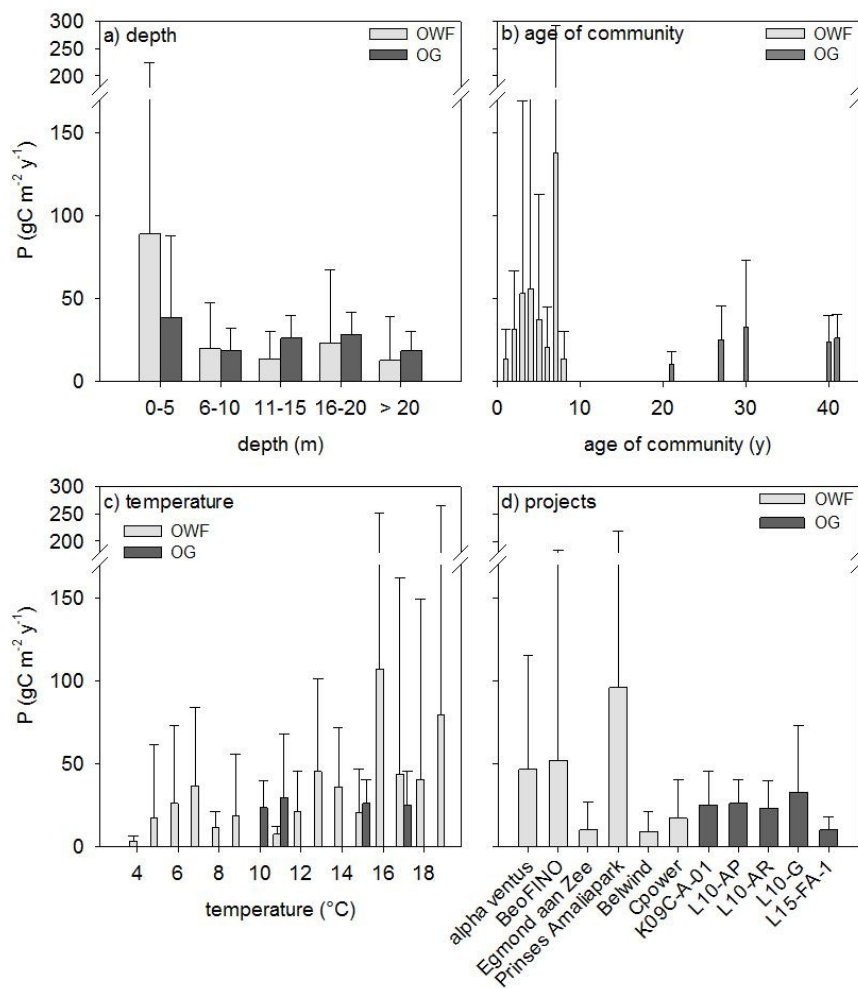 a) depth
OWF
OG
300
250
200
150
100
50
0
P (gC m-2 y-1)
0-5 6-10 11-15 16-20 > 20
depth (m)
b) age of community
OWF
OG
0 10 20 30 40
age of community (y)
c) temperature
OWF
OG
300
250
200
150
100
50
0
P (gC m-2 y-1)
4 6 8 10 12 14 16 18
temperature (°C)
d) projects
OWF
OG
alpha ventus
BeoFINO
Egmond aan Zee
Prinses Amaliapark
Belwind
Cpower
K09C-A-01
L10-AP
L10-AR
L10-G
L15-FA-1